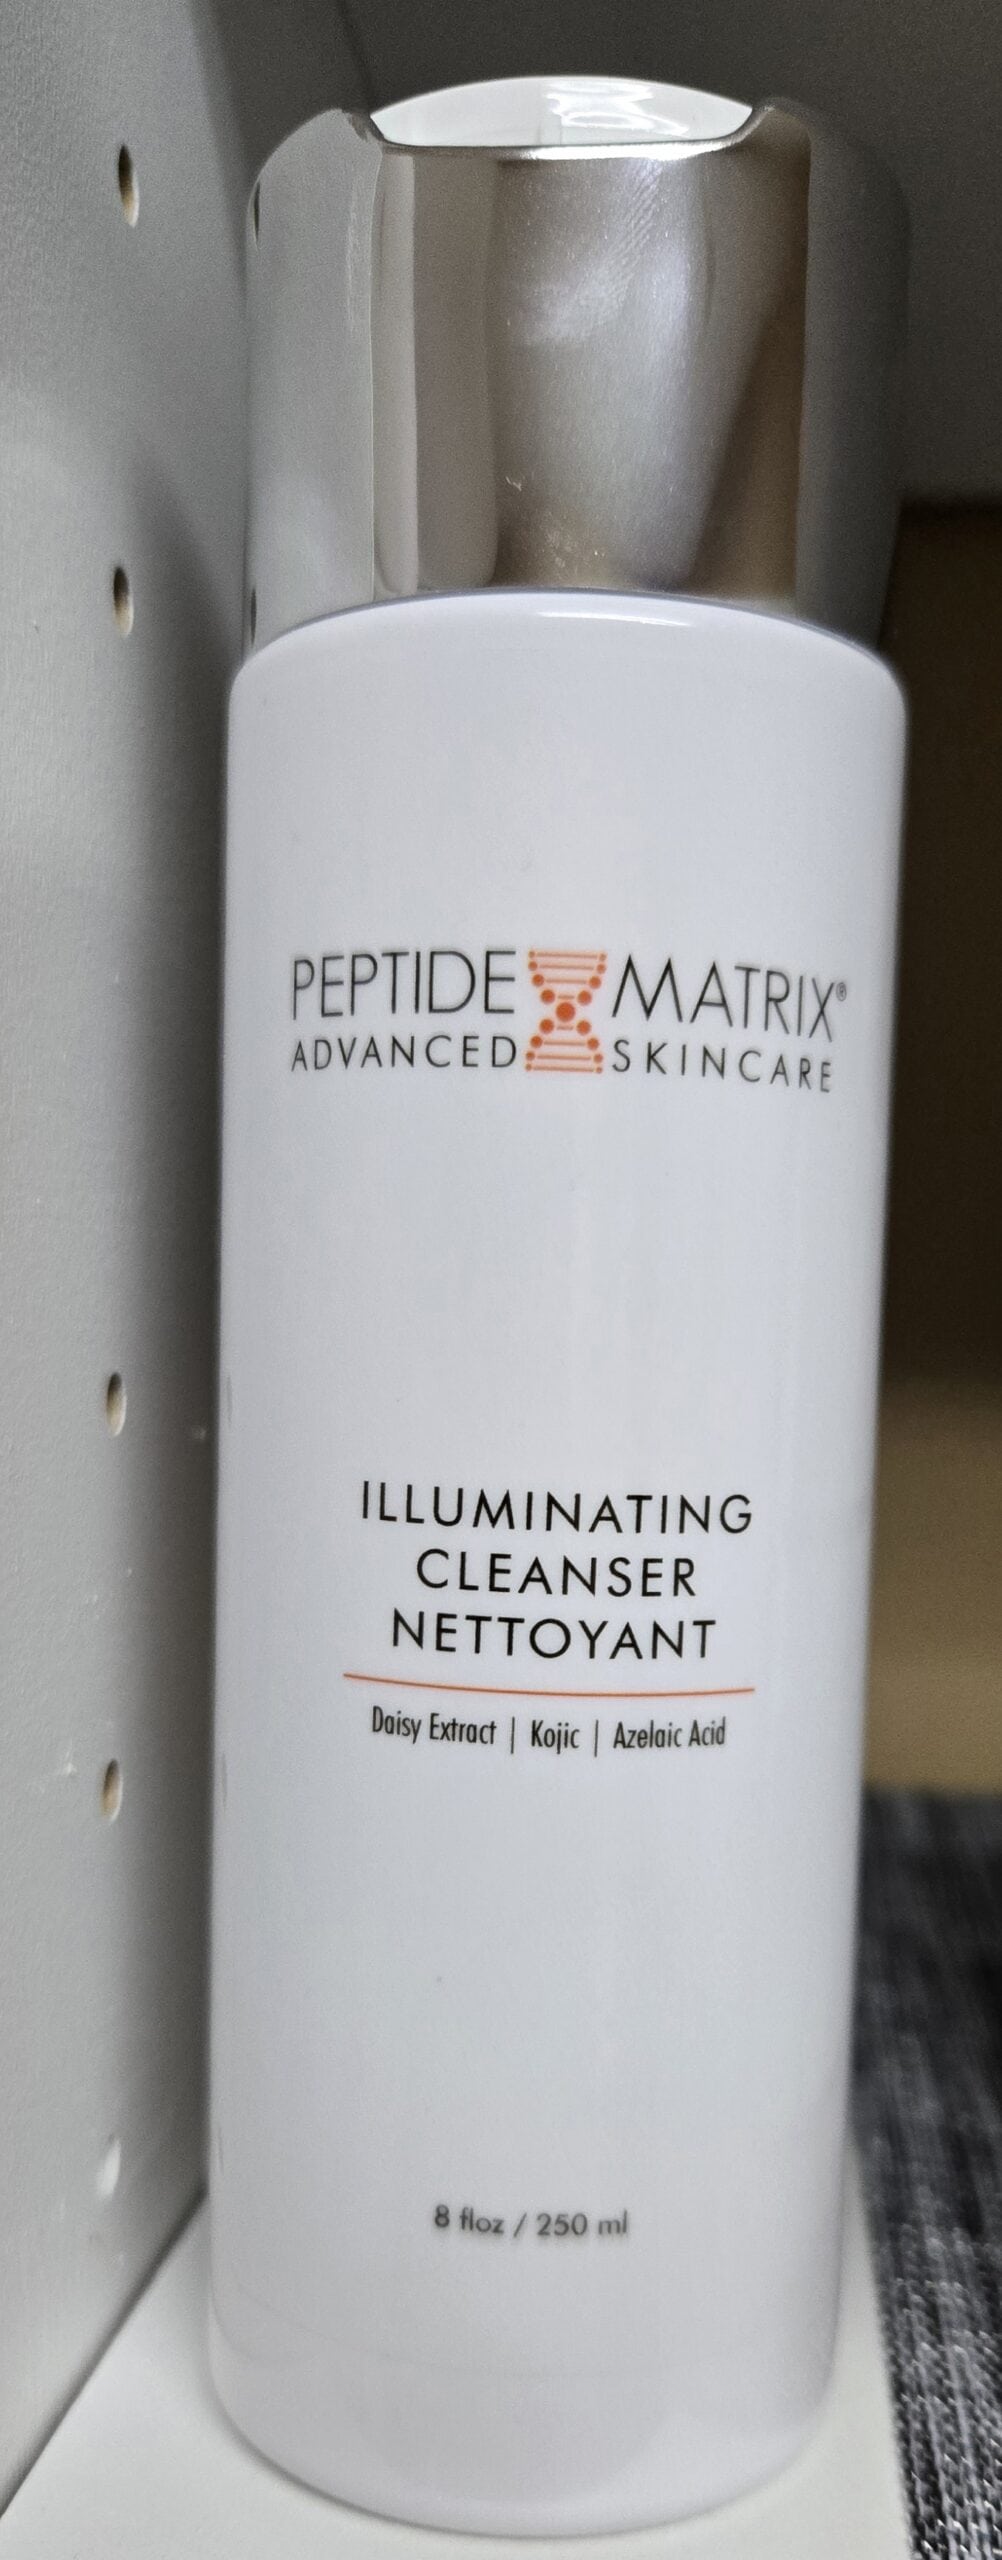 PEPTIDE MATRIX®
ADVANCED SKINCARE
ILLUMINATING
CLEANSER
NETTOYANT
Daisy Extract | Kojic | Azelaic Acid
8 floz / 250 ml